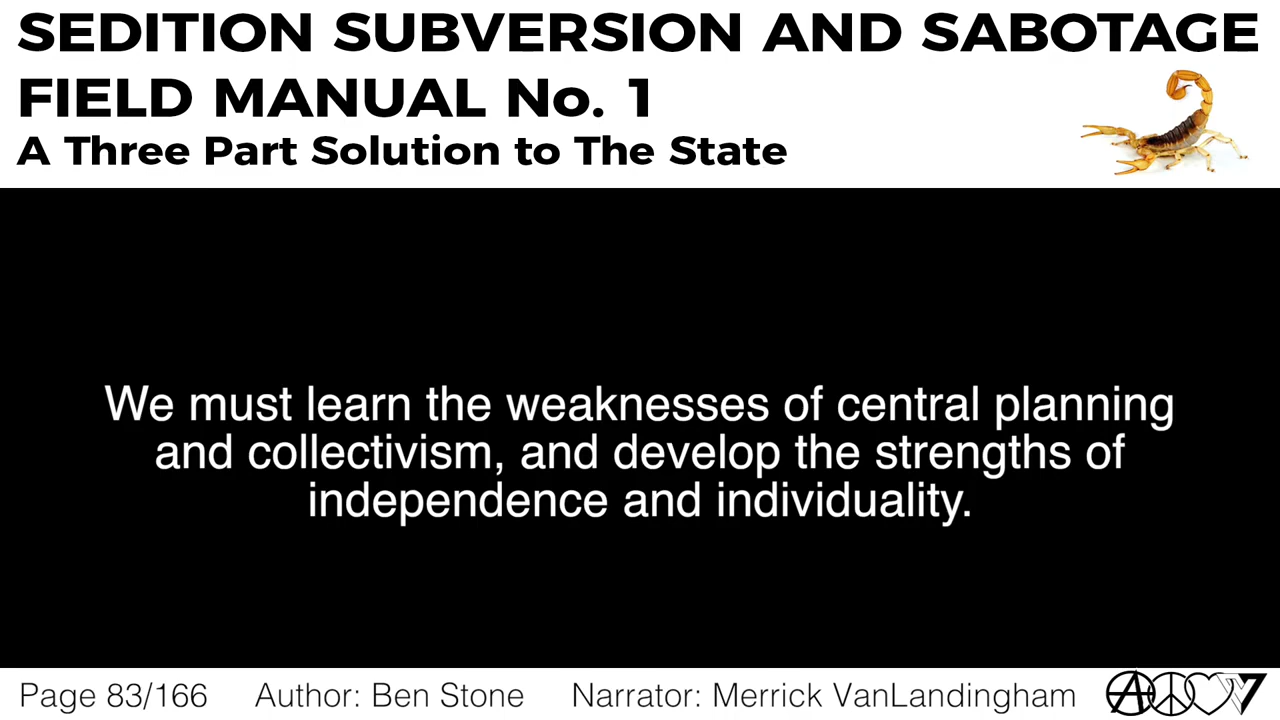 SEDITION SUBVERSION AND SABOTAGE
FIELD MANUAL No. 1
A Three Part Solution to The State
We must learn the weaknesses of central planning
and collectivism, and develop the strengths of
independence and individuality.
Page 83/166 Author: Ben Stone Narrator: Merrick VanLandingham